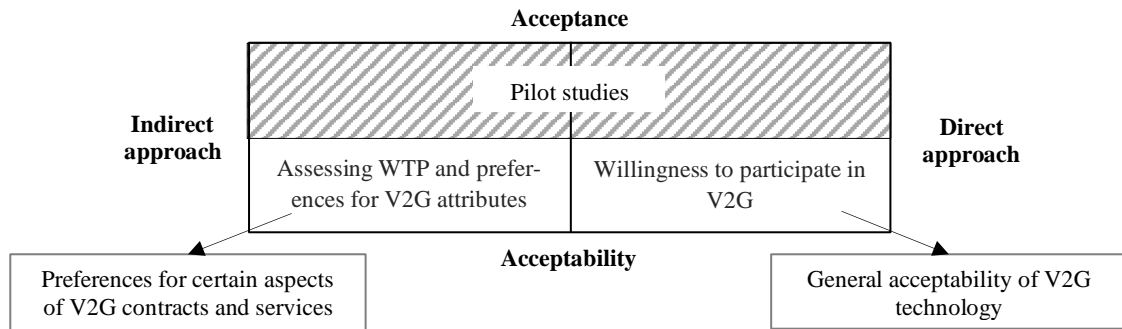 Acceptance
Pilot studies
Indirect
approach
Direct
approach
Assessing WTP and prefer-
ences for V2G attributes
Willingness to participate in
V2G
Acceptability
Preferences for certain aspects
of V2G contracts and services
General acceptability of V2G
technology